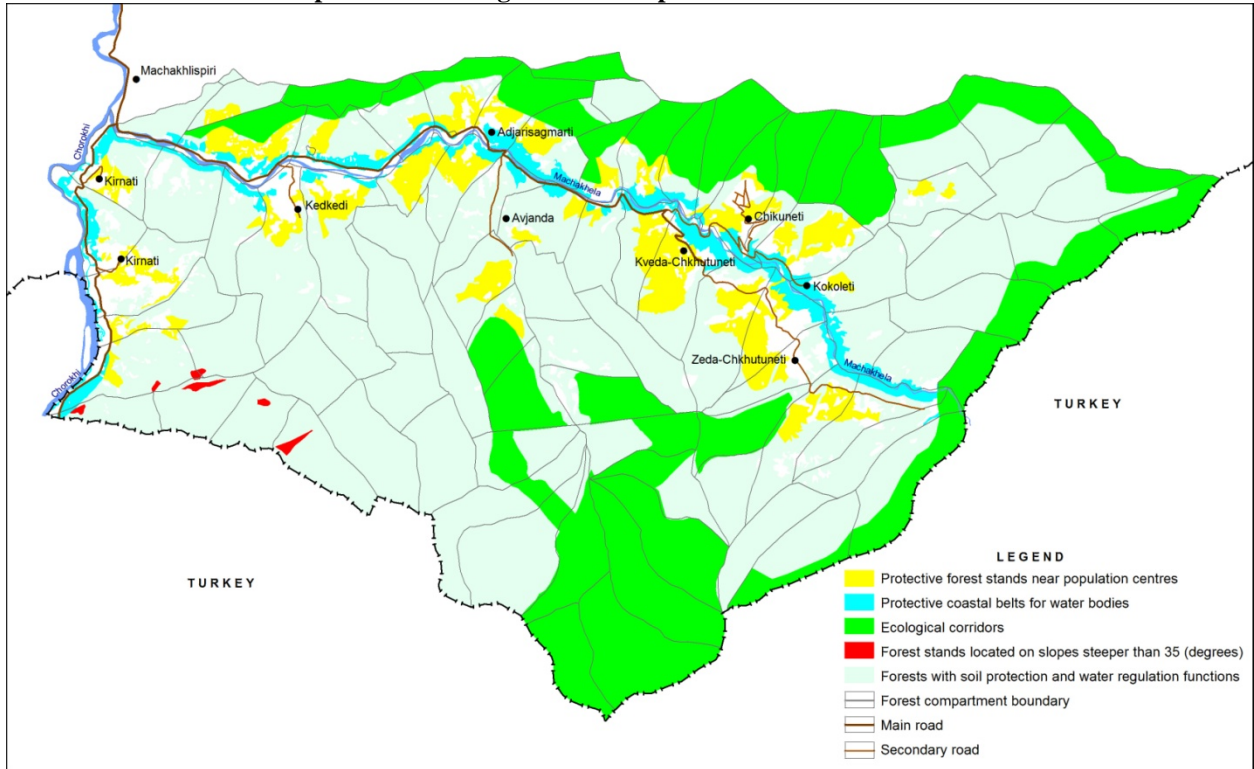 Machakhlispiri
Chorokhi
Adjarisagmarti
Kirnati
Machakhela
Kedkedi
Avjanda
Chikuneti
Kirnati
Kveda-Chkhutuneti
Kokoleti
Zeda-Chkhutuneti
Machakhela
Chorokhi
TURKEY
TURKEY
LEGEND
Protective forest stands near population centres
Protective coastal belts for water bodies
Ecological corridors
Forest stands located on slopes steeper than 35 (degrees)
Forests with soil protection and water regulation functions
Forest compartment boundary
Main road
Secondary road